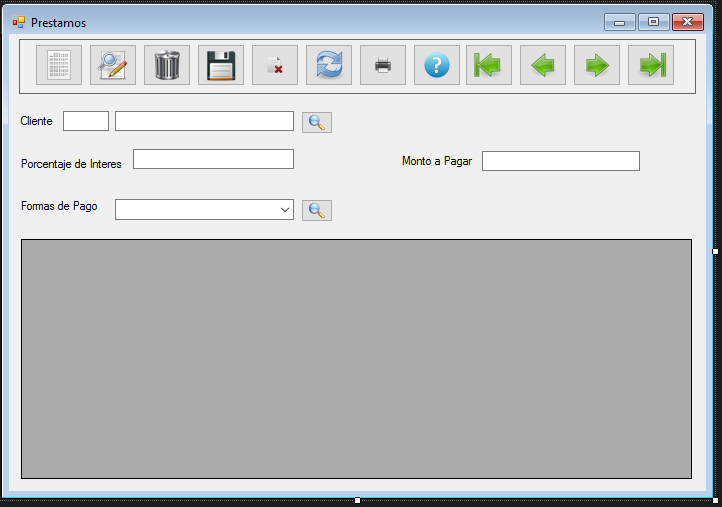 Prestamos
?
Cliente
Porcentaje de Interes
Monto a Pagar
Formas de Pago